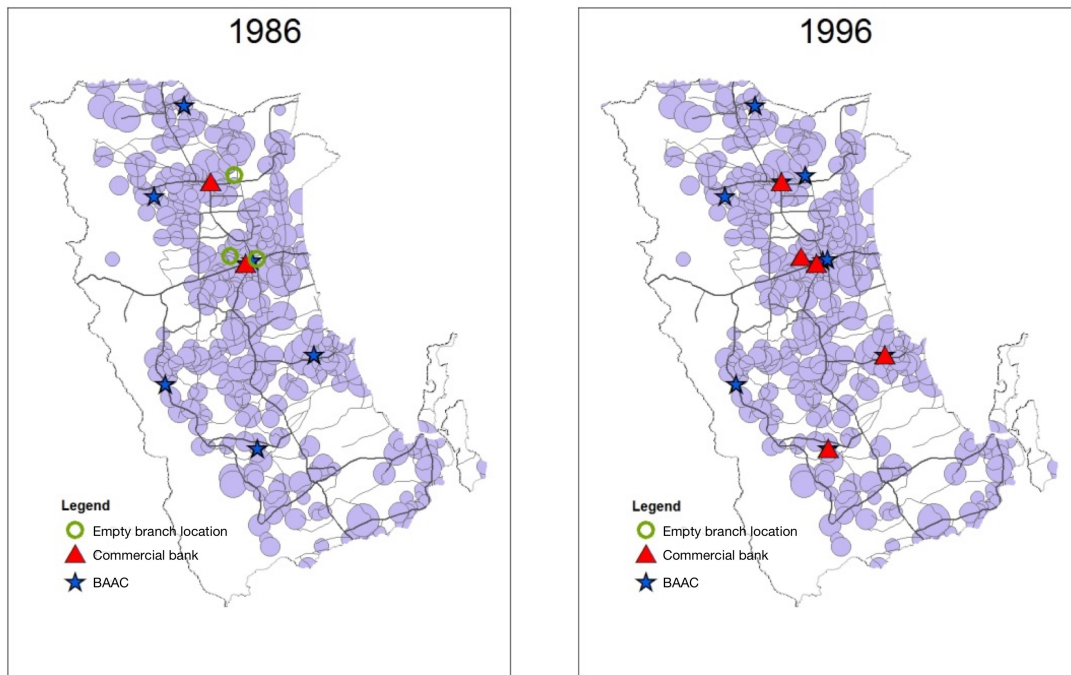 1986
Legend
Empty branch location
Commercial bank
BAAC
1996
Legend
Empty branch location
Commercial bank
BAAC